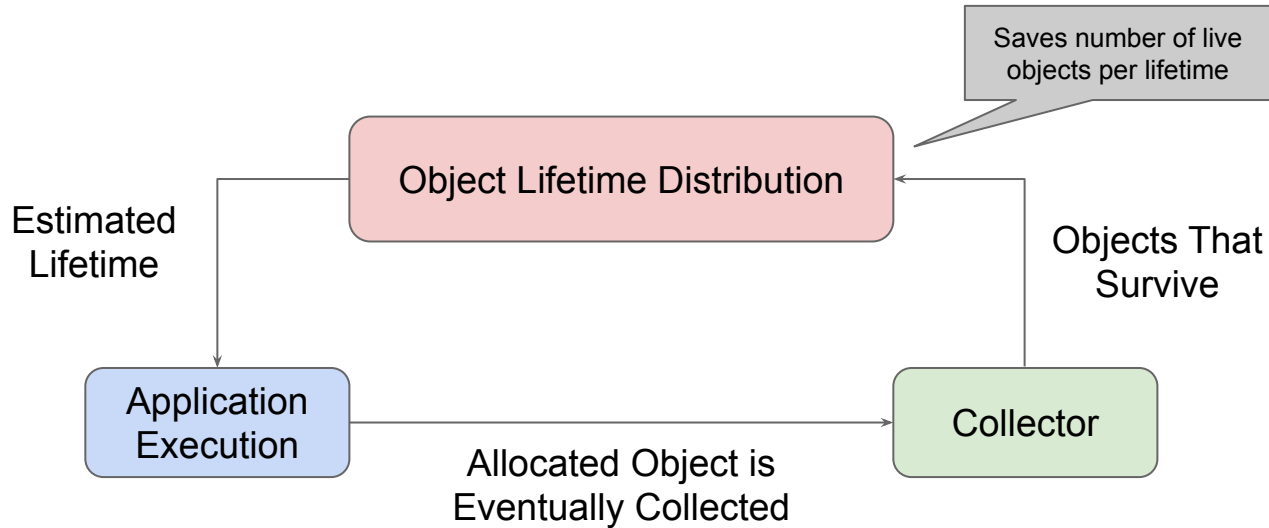 Saves number of live
objects per lifetime
Object Lifetime Distribution
Estimated
Lifetime
Objects That
Survive
Application
Execution
Collector
Allocated Object is
Eventually Collected